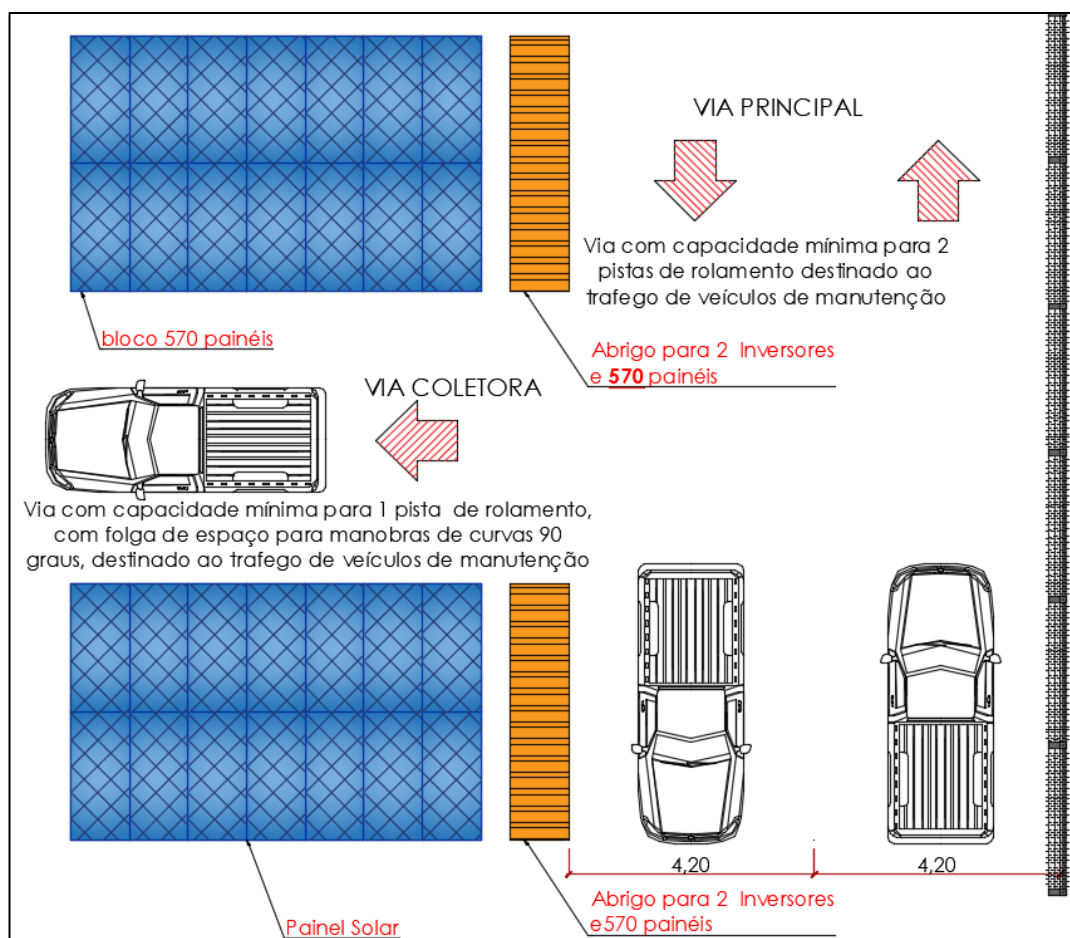 VIA PRINCIPAL
Via com capacidade mínima para 2
pistas de rolamento destinado ao
trafego de veículos de manutenção
bloco 570 painéis
Abrigo para 2 Inversores
e 570 painéis
VIA COLETORA
Via com capacidade mínima para 1 pista de rolamento,
com folga de espaço para manobras de curvas 90
graus, destinado ao trafego de veículos de manutenção
4,20
4,20
Abrigo para 2 Inversores
e570 painéis
Painel Solar